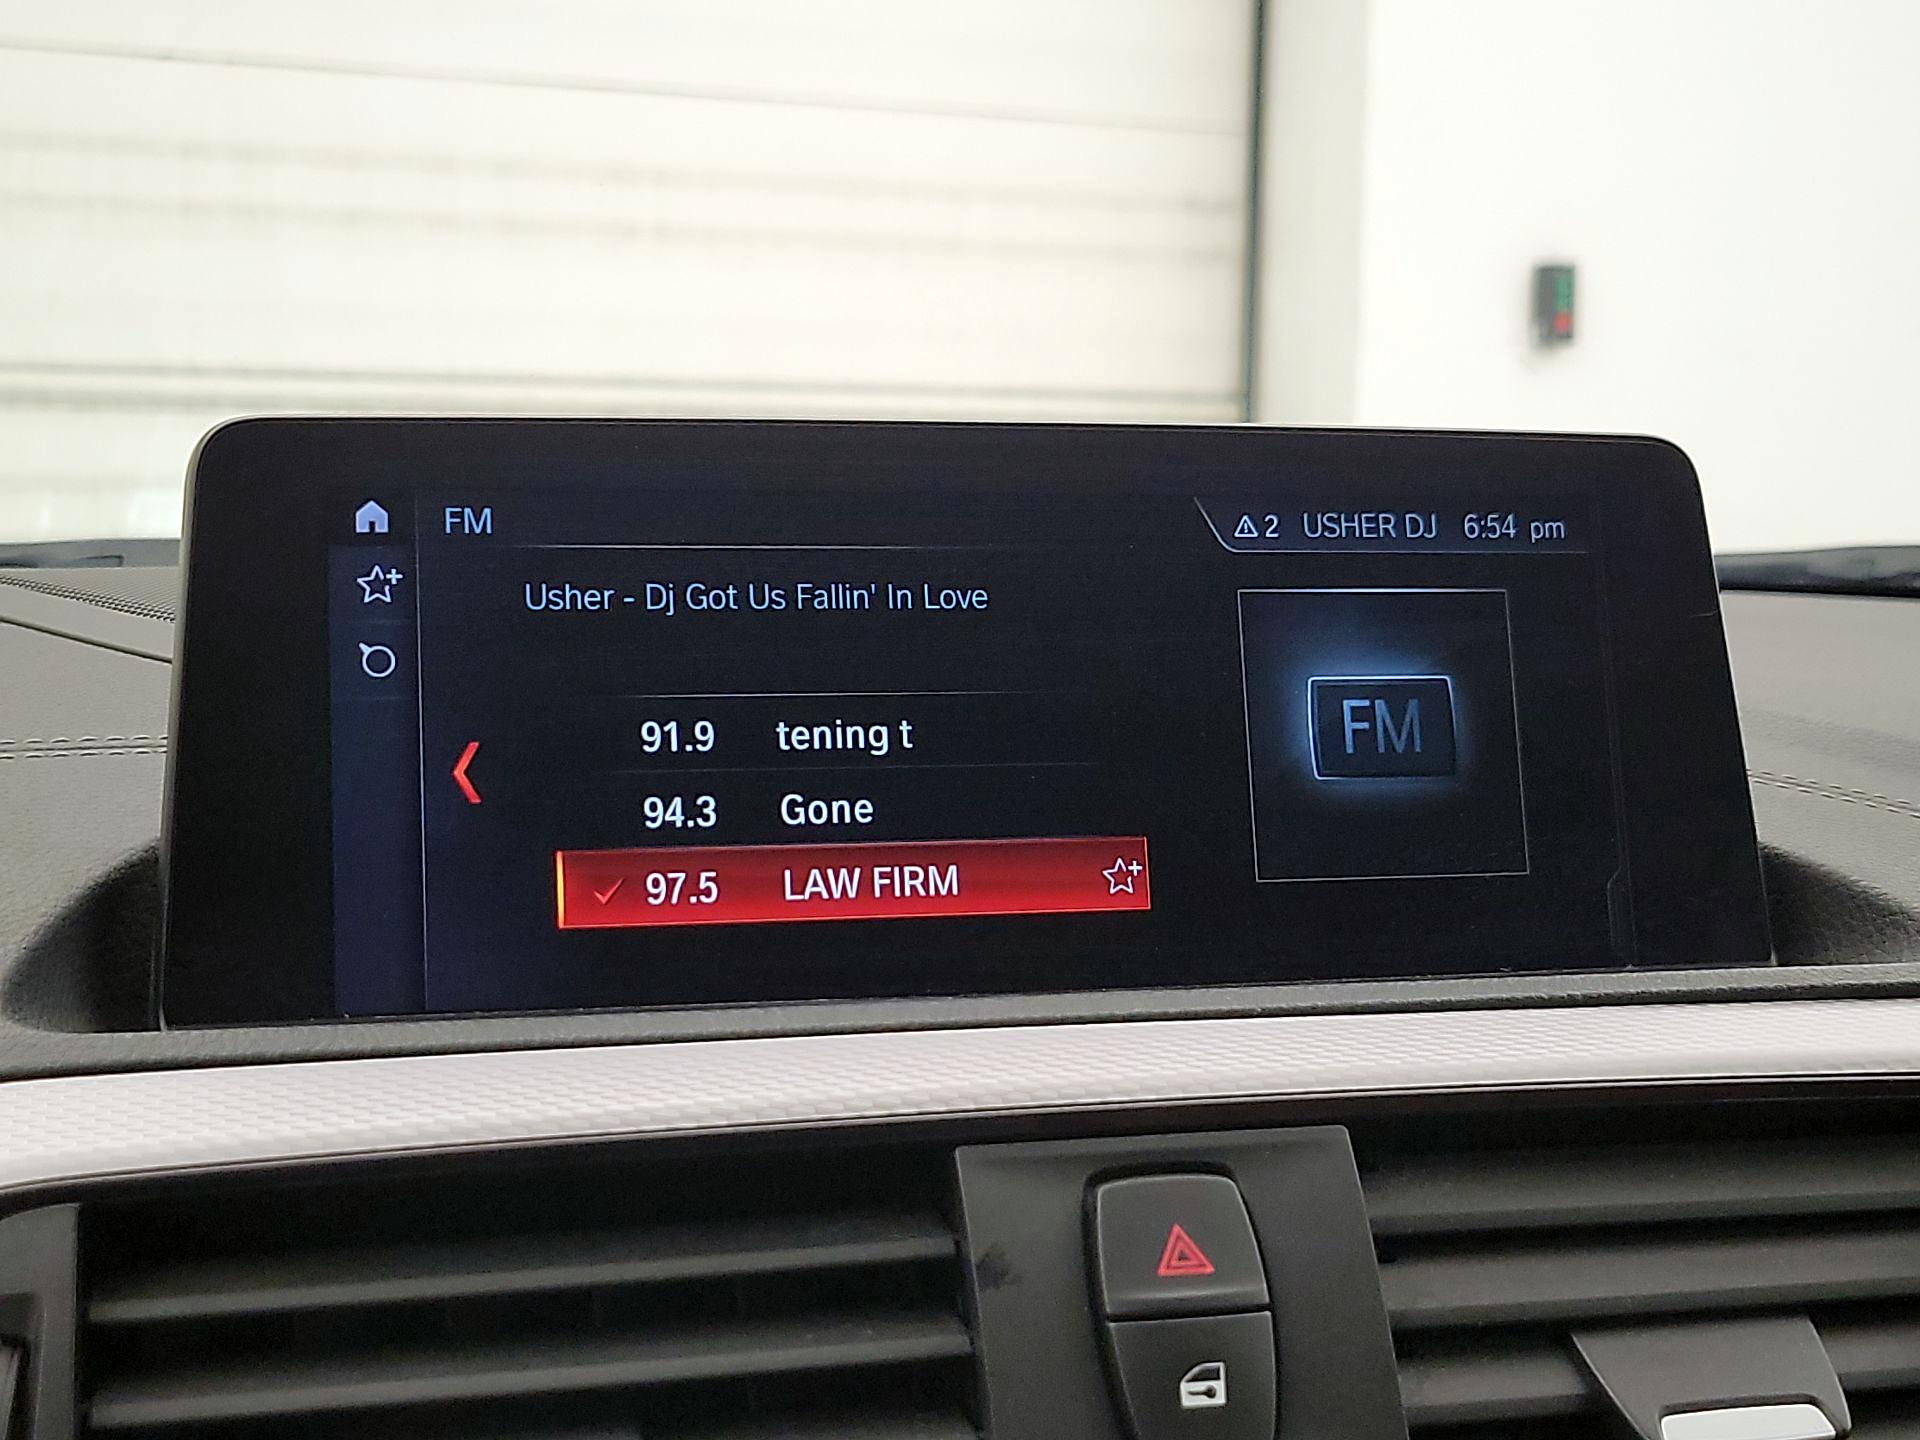 FM
2 USHER DJ 6:54 pm
Usher - Dj Got Us Fallin' In Love
91.9 tening t
94.3 Gone
97.5 LAW FIRM
FM